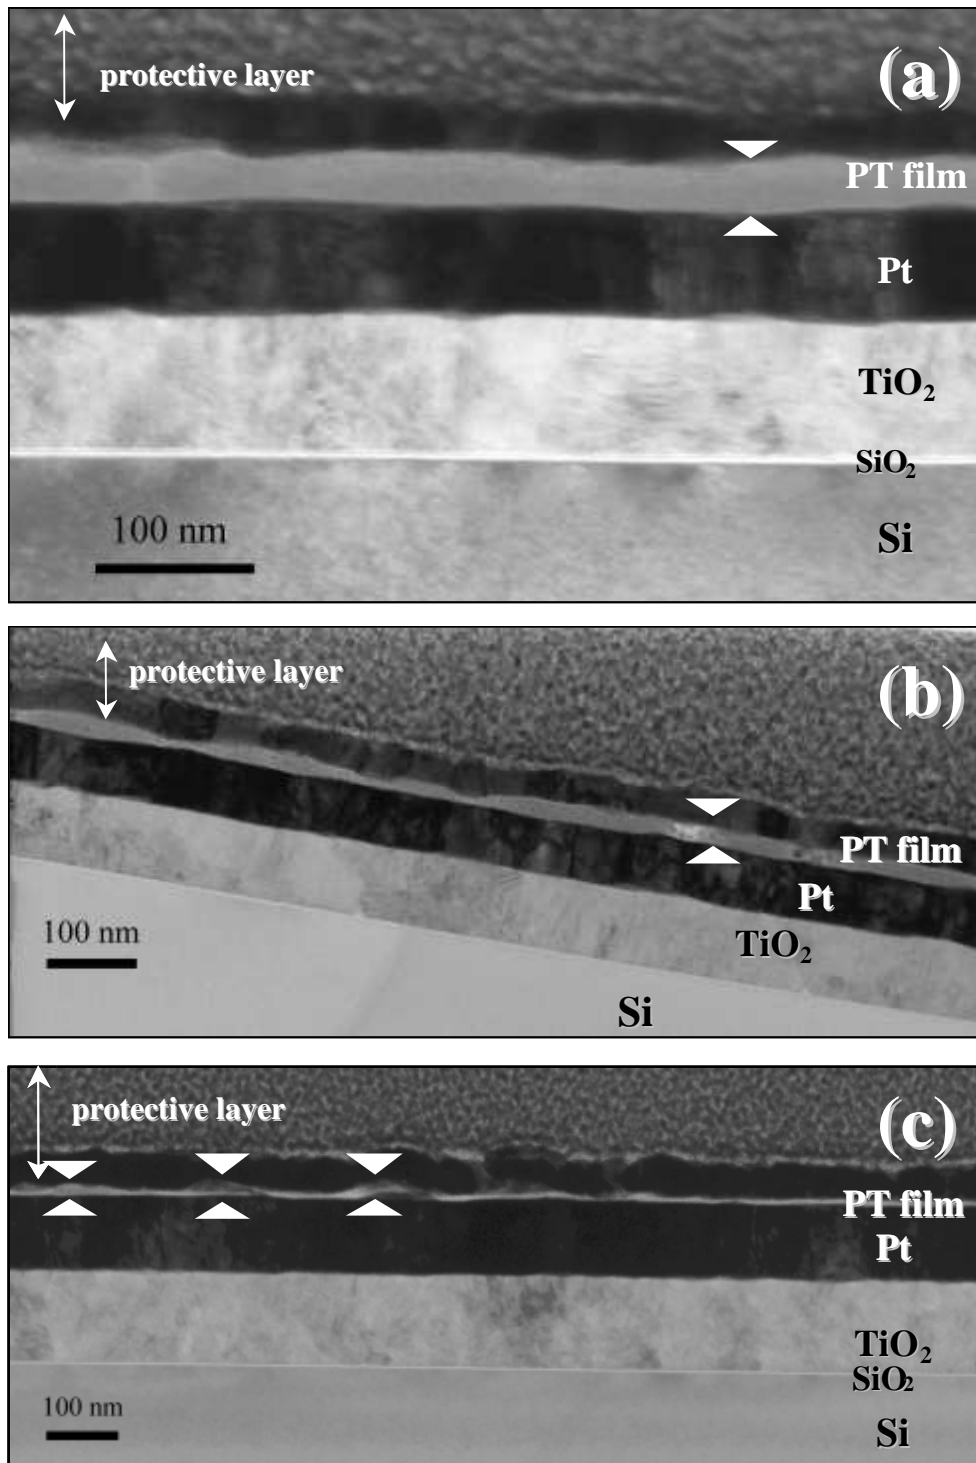 (a)
protective layer
PT film
Pt
TiO₂
SiO₂
100 nm
Si
(b)
protective layer
PT film
Pt
100 nm
TiO₂
Si
(c)
protective layer
PT film
Pt
TiO₂
SiO₂
100 nm
Si